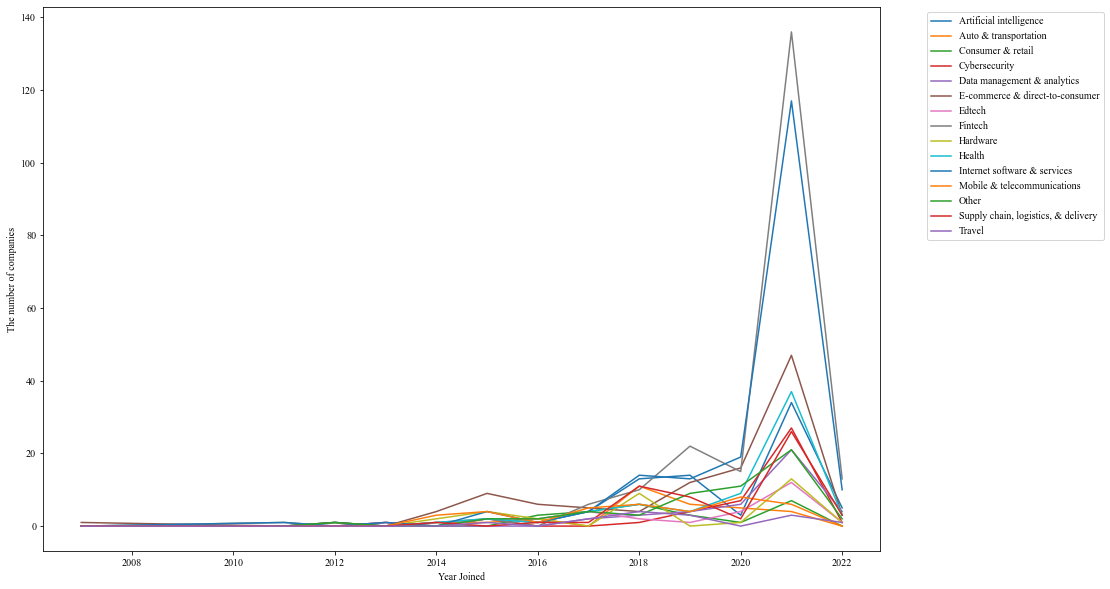 140
120
100
80
60
40
20
0
The number of companies
2008 2010 2012 2014 2016 2018 2020 2022
Year Joined
Artificial intelligence
Auto & transportation
Consumer & retail
Cybersecurity
Data management & analytics
E-commerce & direct-to-consumer
Edtech
Fintech
Hardware
Health
Internet software & services
Mobile & telecommunications
Other
Supply chain, logistics, & delivery
Travel